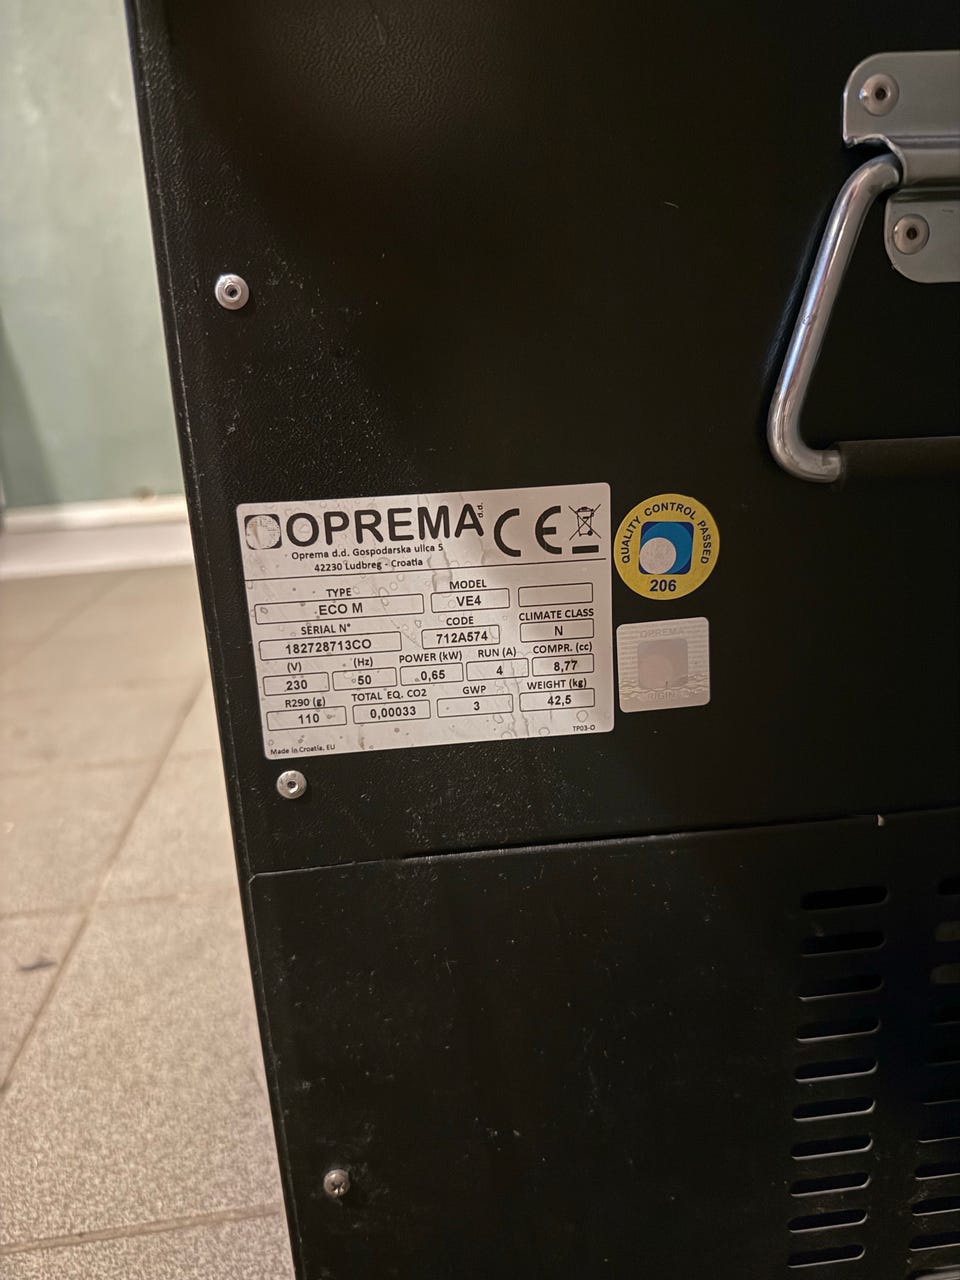 OPREMA d.d. CE
Oprema d.d. Gospodarska ulica 5
42230 Ludbreg - Croatia
TYPE MODEL
ECO M VE4
SERIAL N° CODE CLIMATE CLASS
182728713CO 712A574 N
(V) (Hz) POWER (kW) RUN (A) COMPR. (cc)
230 50 0,65 4 8,77
R290 (g) TOTAL EQ. CO2 GWP WEIGHT (kg)
110 0,00033 3 42,5
Made in Croatia, EU TP03-O
QUALITY CONTROL PASSED
206
OPREMA
ORIGINAL